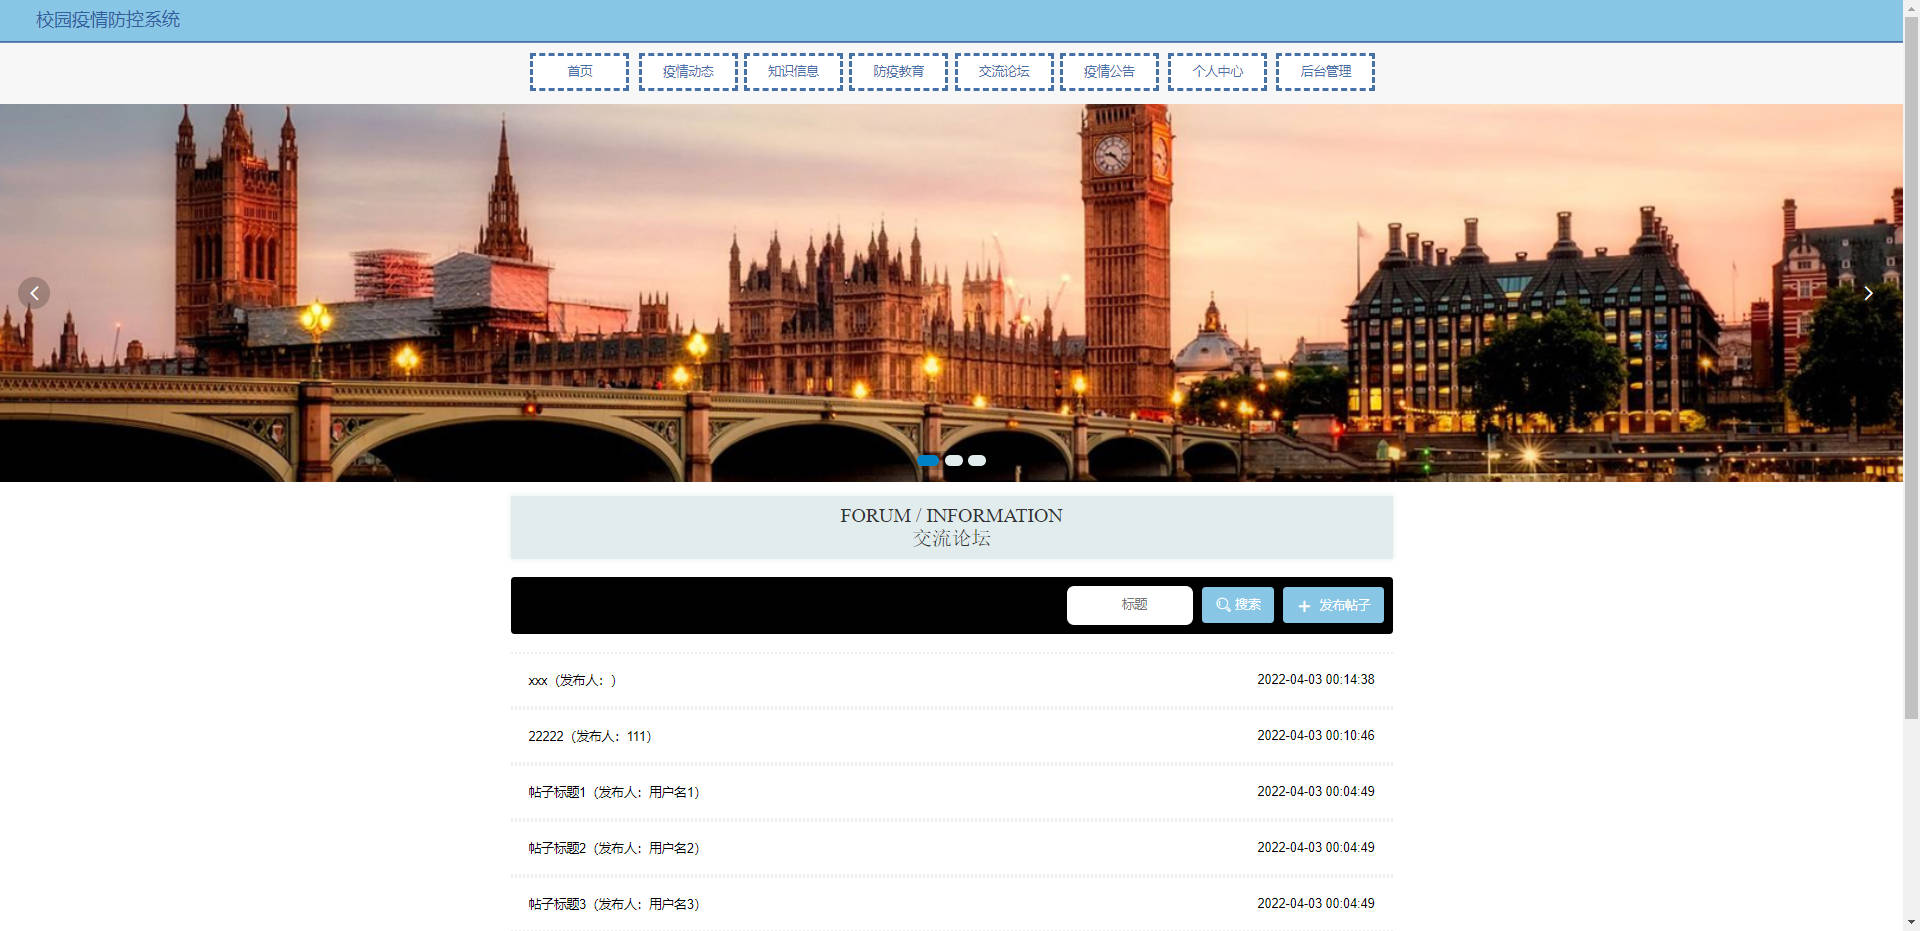 校园疫情防控系统
首页 疫情动态 知识信息 防疫教育 交流论坛 疫情公告 个人中心 后台管理
FORUM / INFORMATION
交流论坛
标题 搜索 发布帖子
xxx（发布人：） 2022-04-03 00:14:38
22222（发布人：111） 2022-04-03 00:10:46
帖子标题1（发布人：用户名1） 2022-04-03 00:04:49
帖子标题2（发布人：用户名2） 2022-04-03 00:04:49
帖子标题3（发布人：用户名3） 2022-04-03 00:04:49